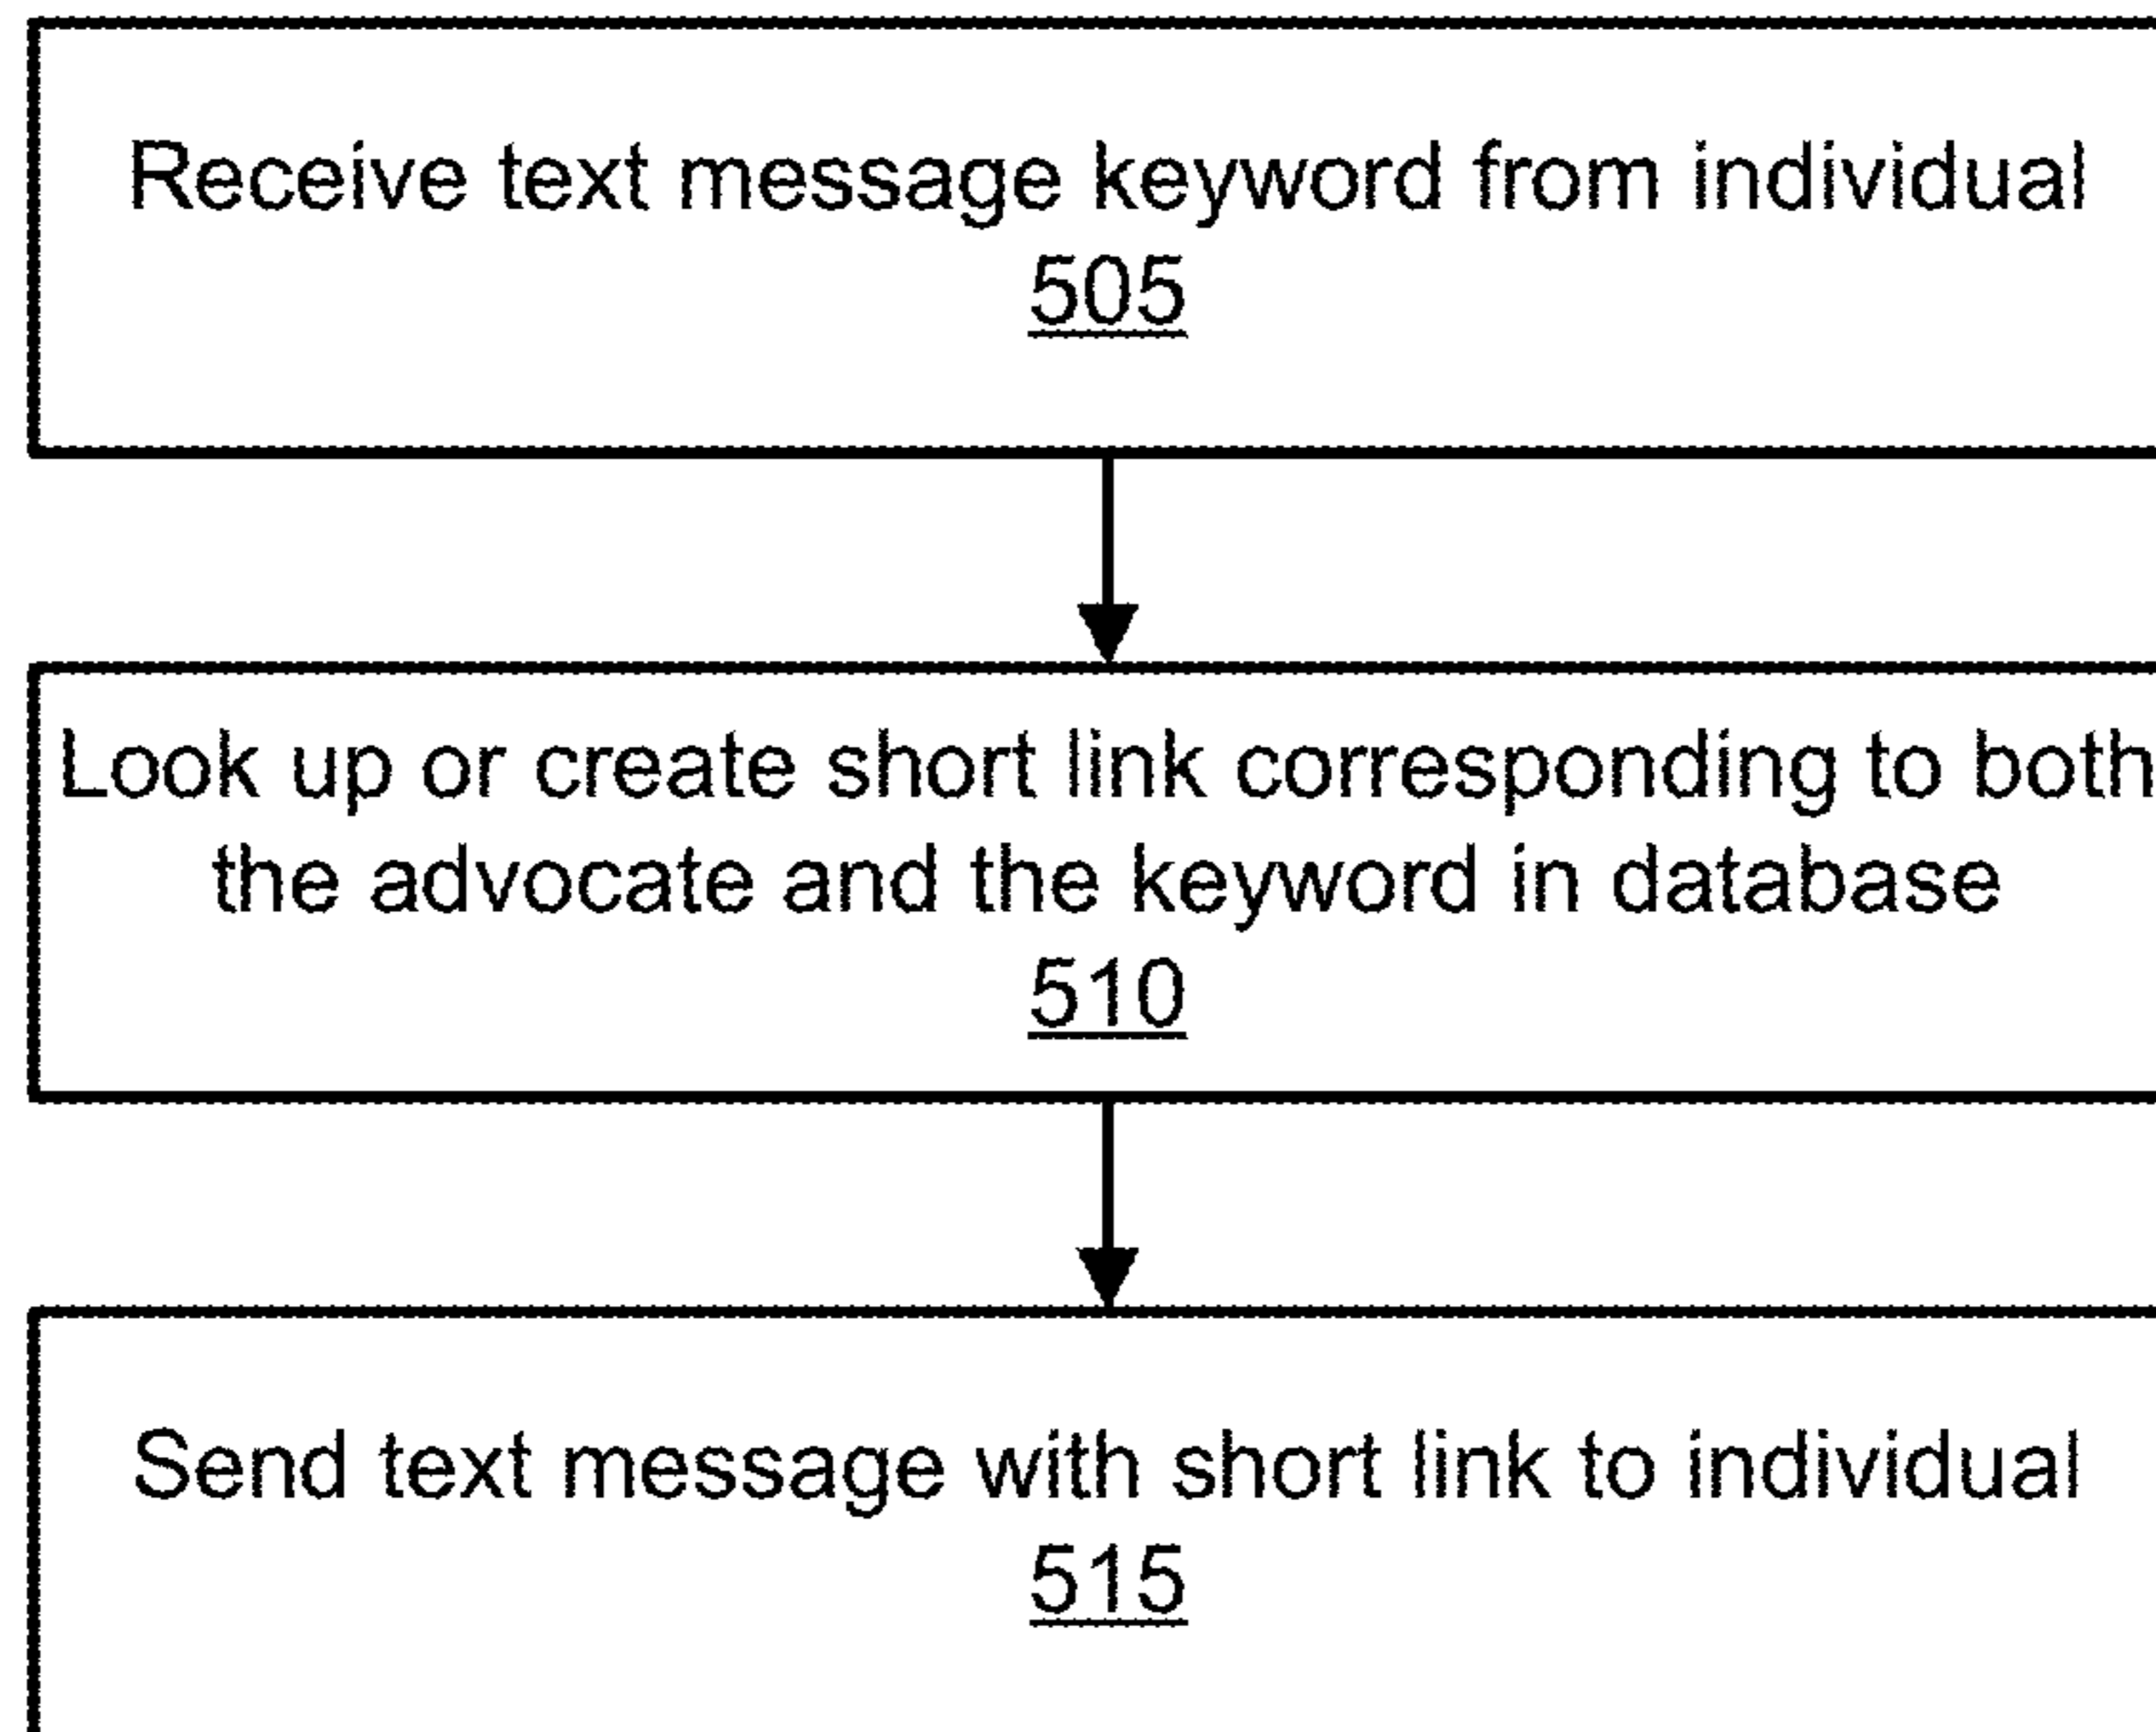 Receive text message keyword from individual
505
Look up or create short link corresponding to both
the advocate and the keyword in database
510
Send text message with short link to individual
515